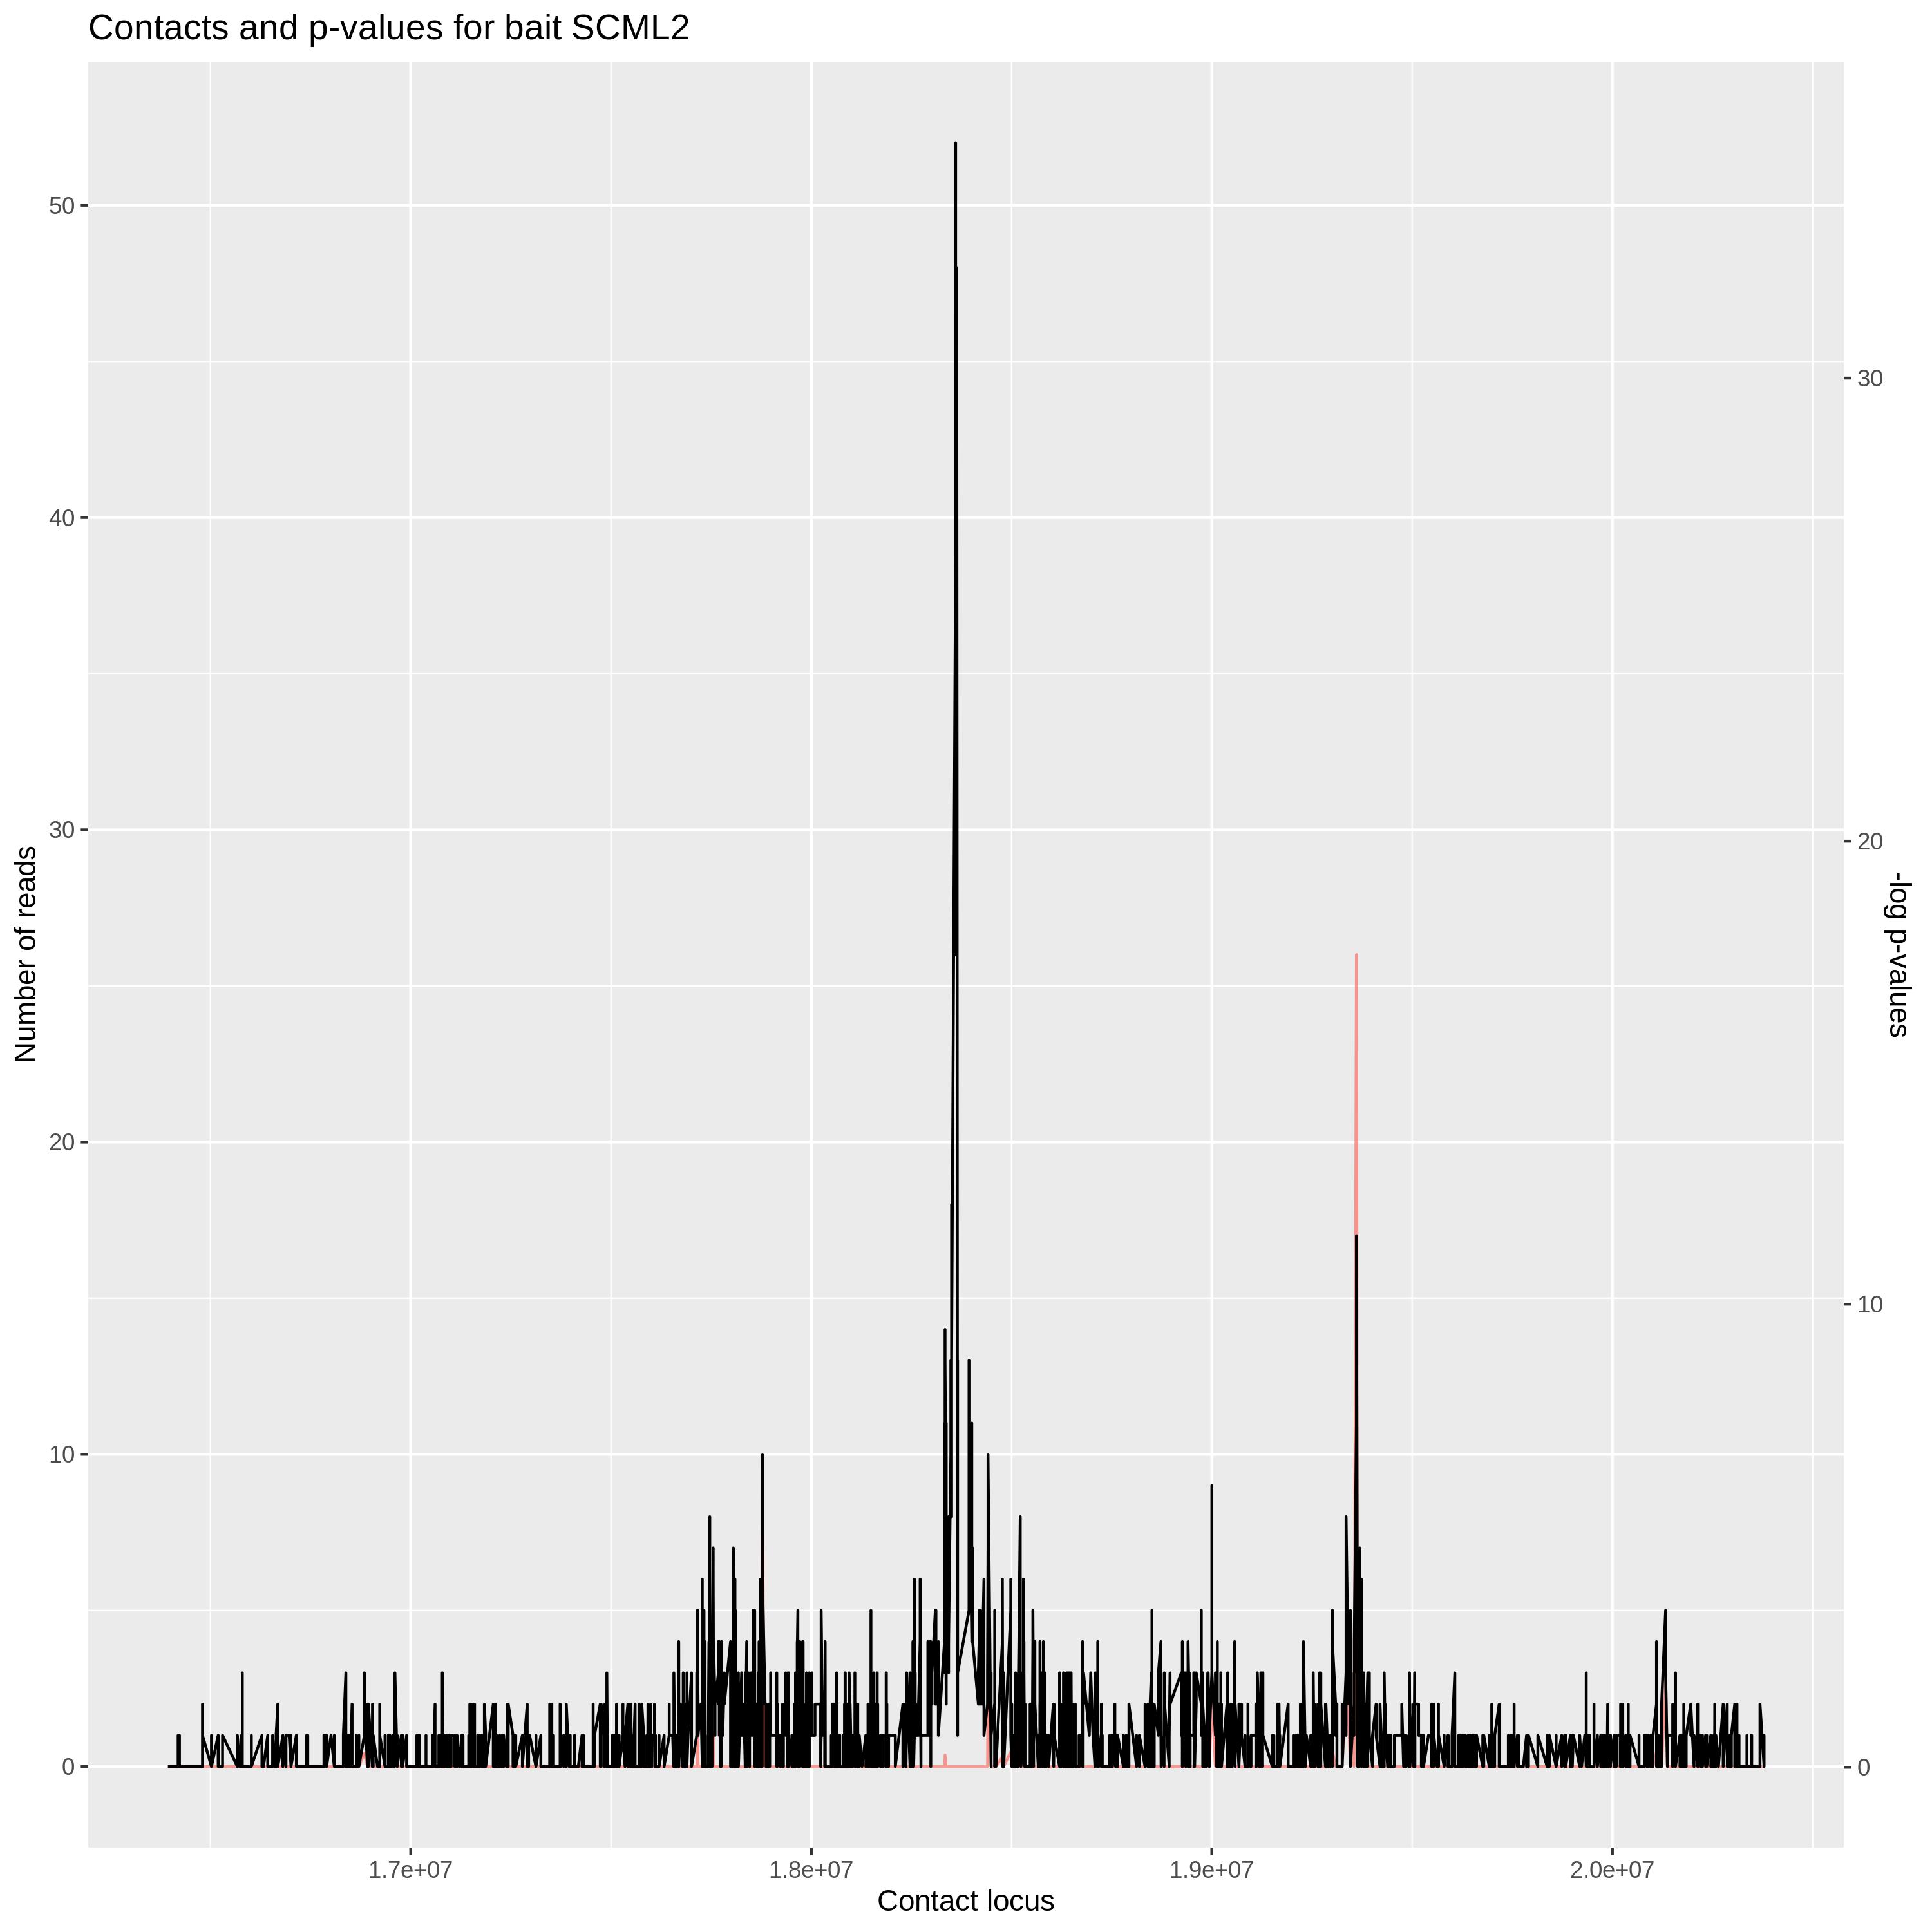 Contacts and p-values for bait SCML2
50
40
30
20
10
0
Number of reads
30
20
10
0
-log p-values
1.7e+07
1.8e+07
1.9e+07
2.0e+07
Contact locus